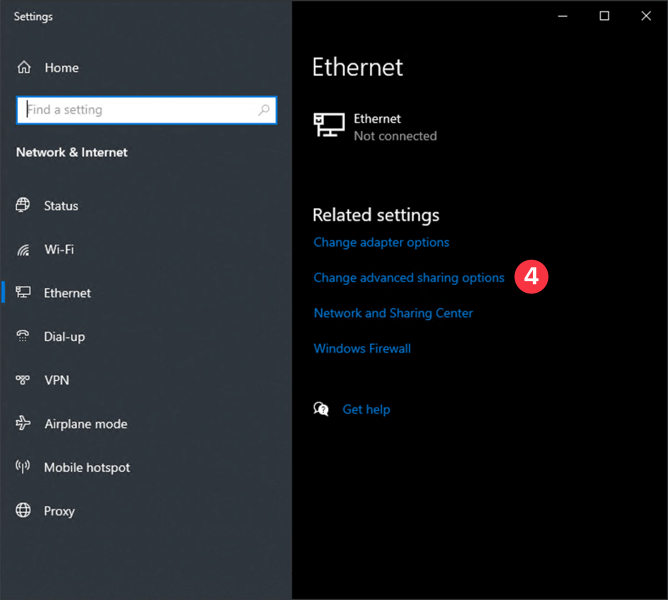 Settings
Home
Find a setting
Network & Internet
Status
Wi-Fi
Ethernet
Dial-up
VPN
Airplane mode
Mobile hotspot
Proxy
Ethernet
Ethernet
Not connected
Related settings
Change adapter options
Change advanced sharing options 4
Network and Sharing Center
Windows Firewall
Get help